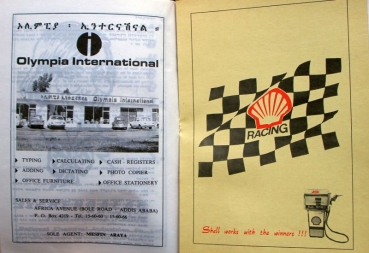 ኦሊምፒያ : ኢንተርናሽናል ።
Olympia International
Olympia International
TYPING
CALCULATING
CASH - REGISTERS
ADDING
DICTATING
PHOTO COPIER
OFFICE FURNITURE
OFFICE STATIONERY
SALES & SERVICE
AFRICA AVENUE (BOLE ROAD - ADDIS ABABA)
P. O. Box
SOLE AGENT: MESFIN ABAYA
RACING
Shell works with the winners !!!